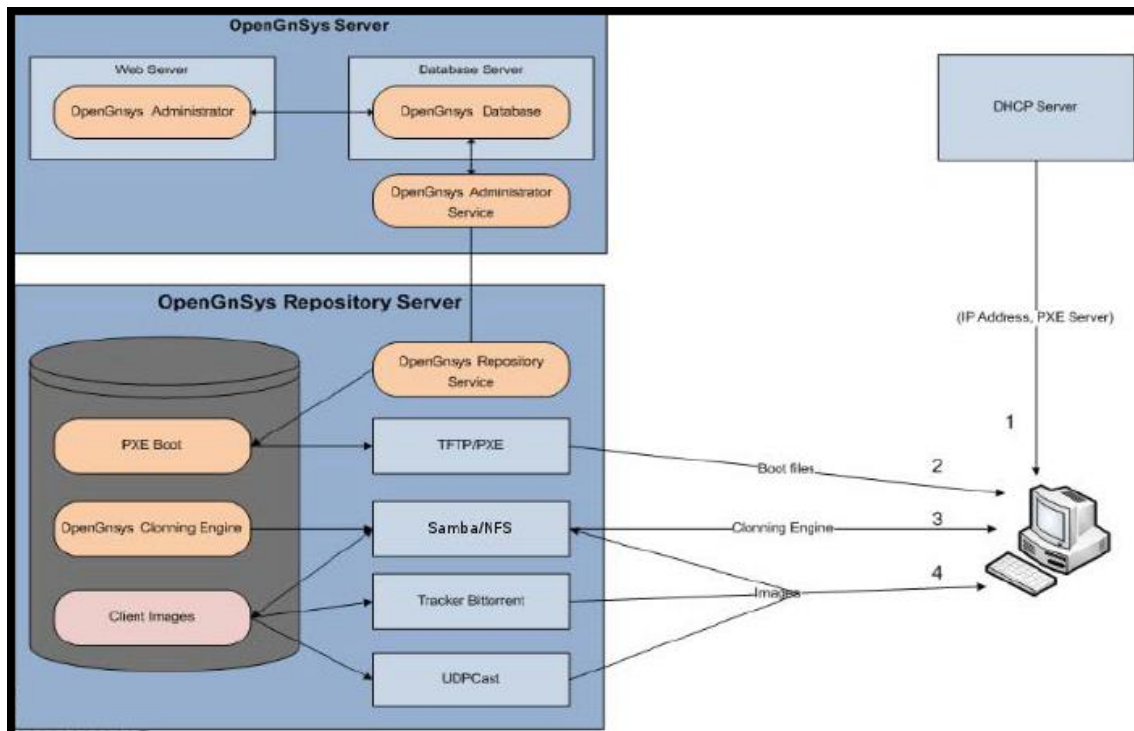 OpenGnSys Server
Web Server
Database Server
OpenGnsys Administrator
OpenGnsys Database
DHCP Server
OpenGnsys Administrator
Service
OpenGnSys Repository Server
(IP Address, PXE Server)
OpenGnsys Repository
Service
1
PXE Boot
TFTP/PXE
Boot files
2
OpenGnsys Clonning Engine
Samba/NFS
Clonning Engine
3
4
Client Images
Tracker Bittorrent
Images
UDPCast